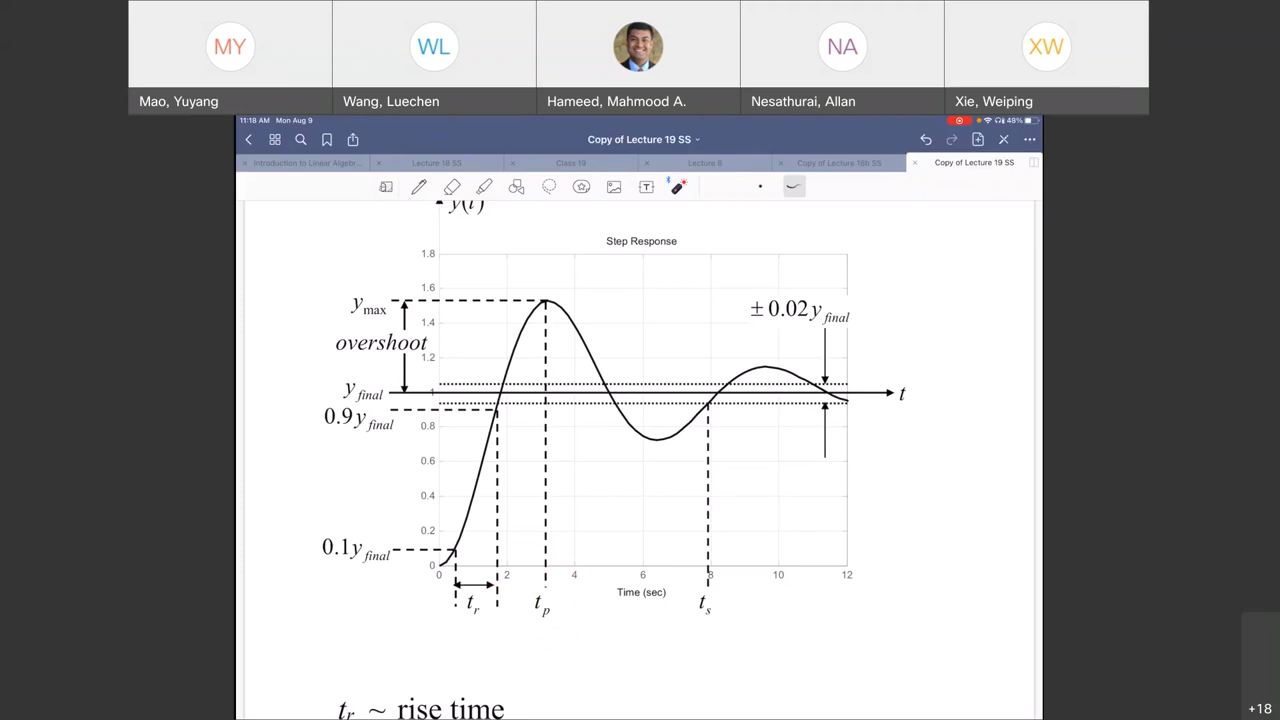 MY
WL
NA
XW
Mao, Yuyang
Wang, Luechen
Hameed, Mahmood A.
Nesathurai, Allan
Xie, Weiping
11:18 AM Mon Aug 9
48%
Copy of Lecture 19 SS
Introduction to Linear Algebr...
Lecture 18 SS
Class 19
Lecture 8
Copy of Lecture 16b SS
Copy of Lecture 19 SS
T
y(t)
Step Response
1.8
1.6
1.4
1.2
1
0.8
0.6
0.4
0.2
0
y max
overshoot
y final
0.9 y final
0.1 y final
± 0.02 y final
t
0 2 4 6 8 10 12
Time (sec)
t r
t p
t s
t r ~ rise time
+18